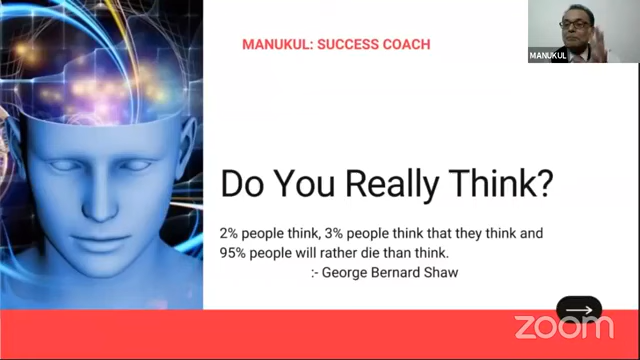 MANUKUL: SUCCESS COACH
MANUKUL
Do You Really Think?
2% people think, 3% people think that they think and
95% people will rather die than think.
:- George Bernard Shaw
zoom